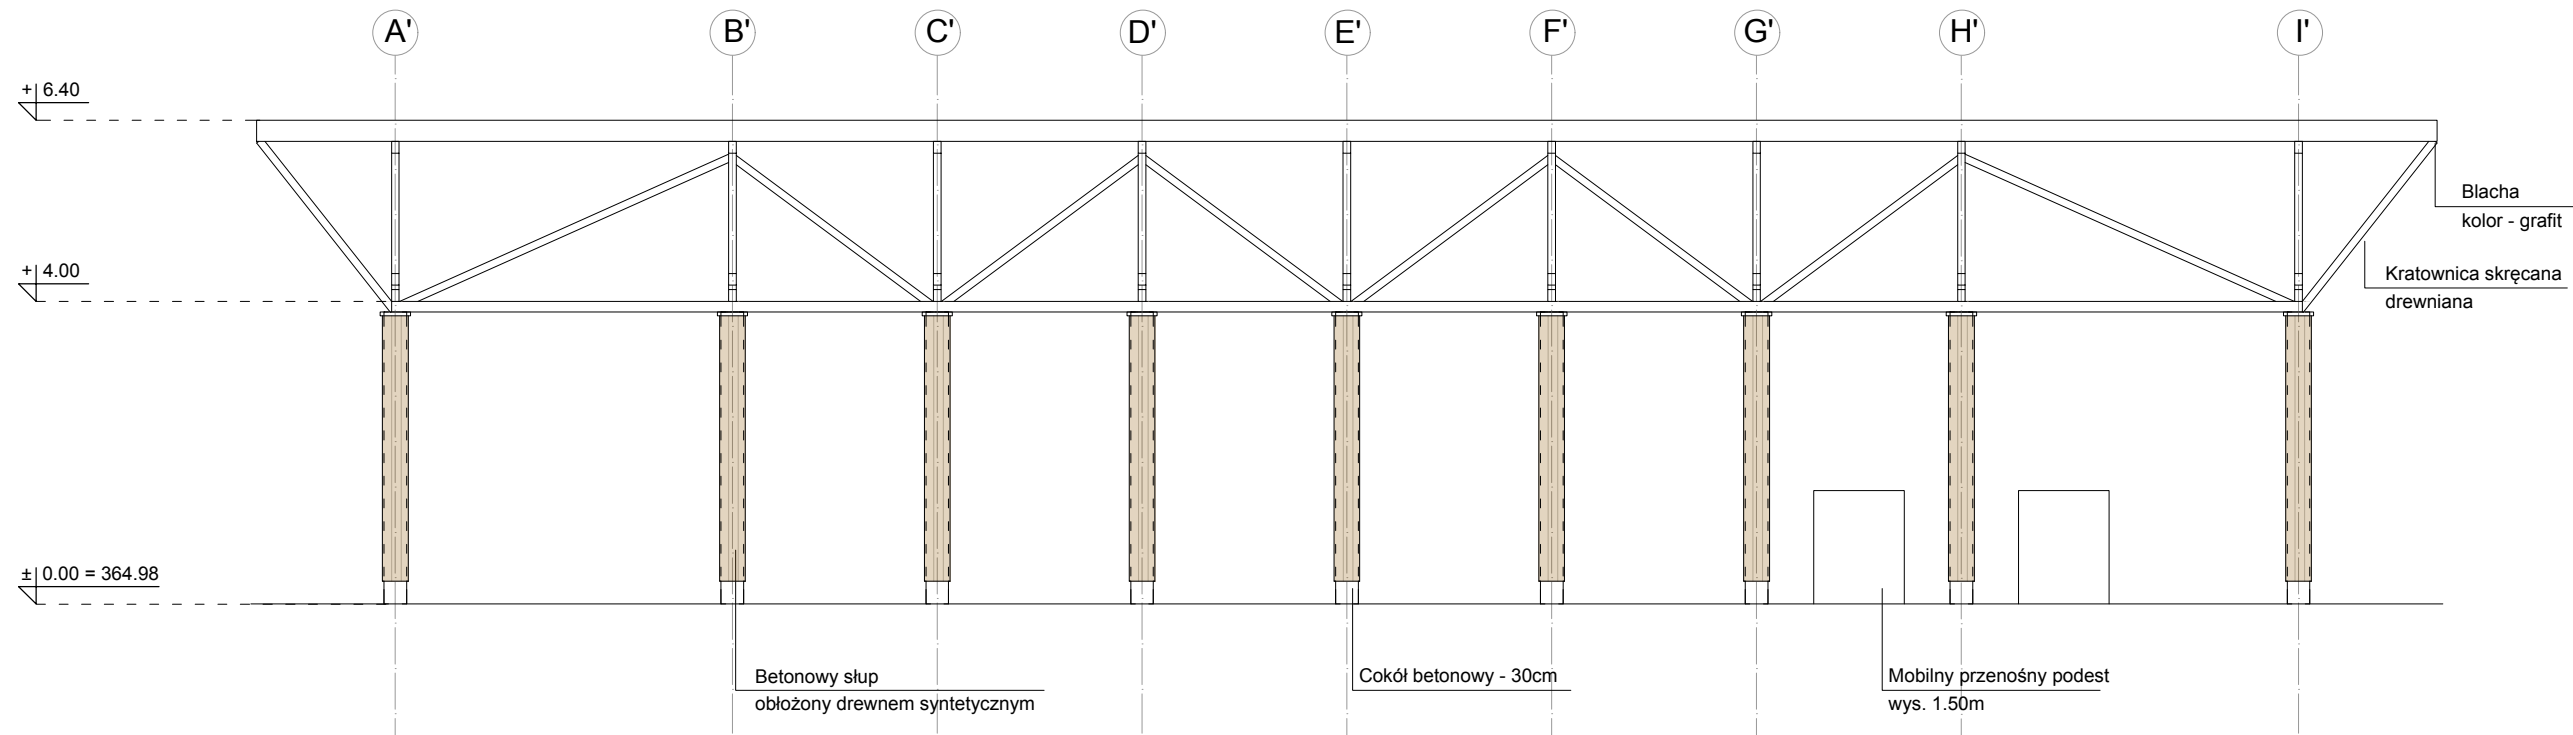 A' B' C' D' E' F' G' H' I'
+ 6.40
Blacha
kolor - grafit
+ 4.00
Kratownica skręcana
drewniana
± 0.00 = 364.98
Betonowy słup
obłożony drewnem syntetycznym
Cokół betonowy - 30cm
Mobilny przenośny podest
wys. 1.50m